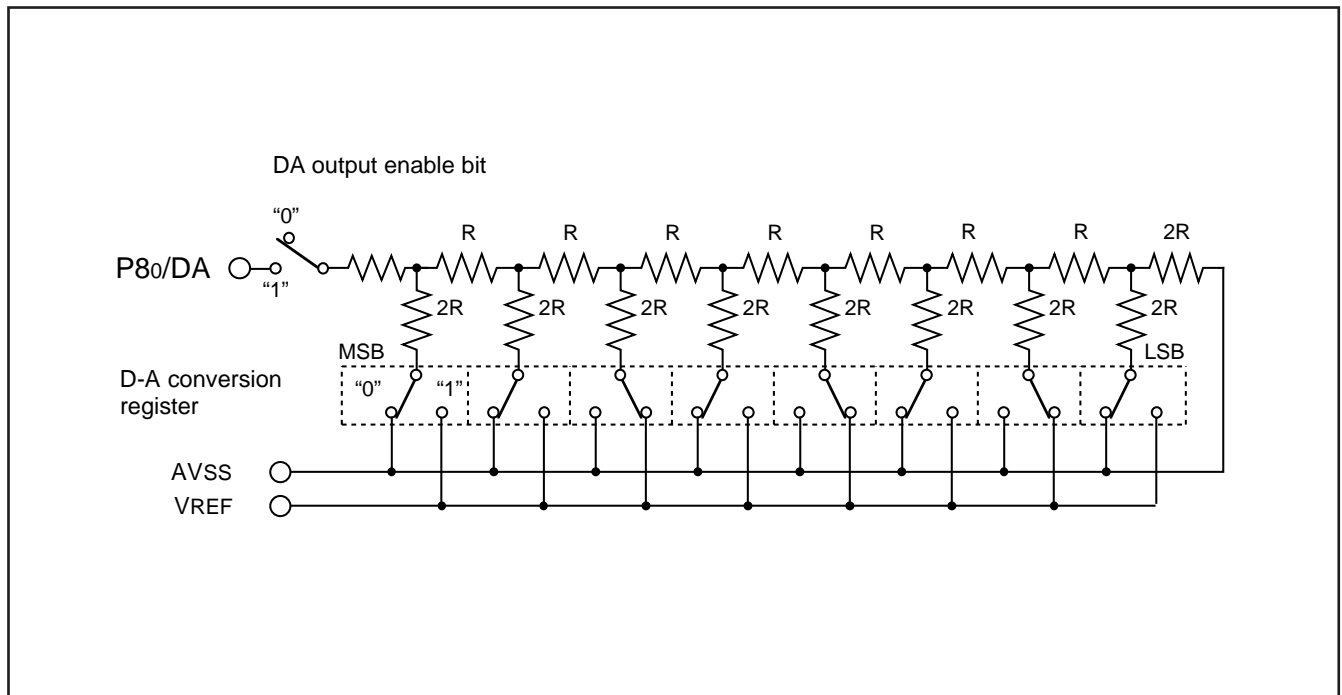 DA output enable bit
“0”
P80/DA
“1”
R R R R R R R 2R
2R 2R 2R 2R 2R 2R 2R 2R
MSB LSB
D-A conversion
register
“0” “1”
AVSS
VREF